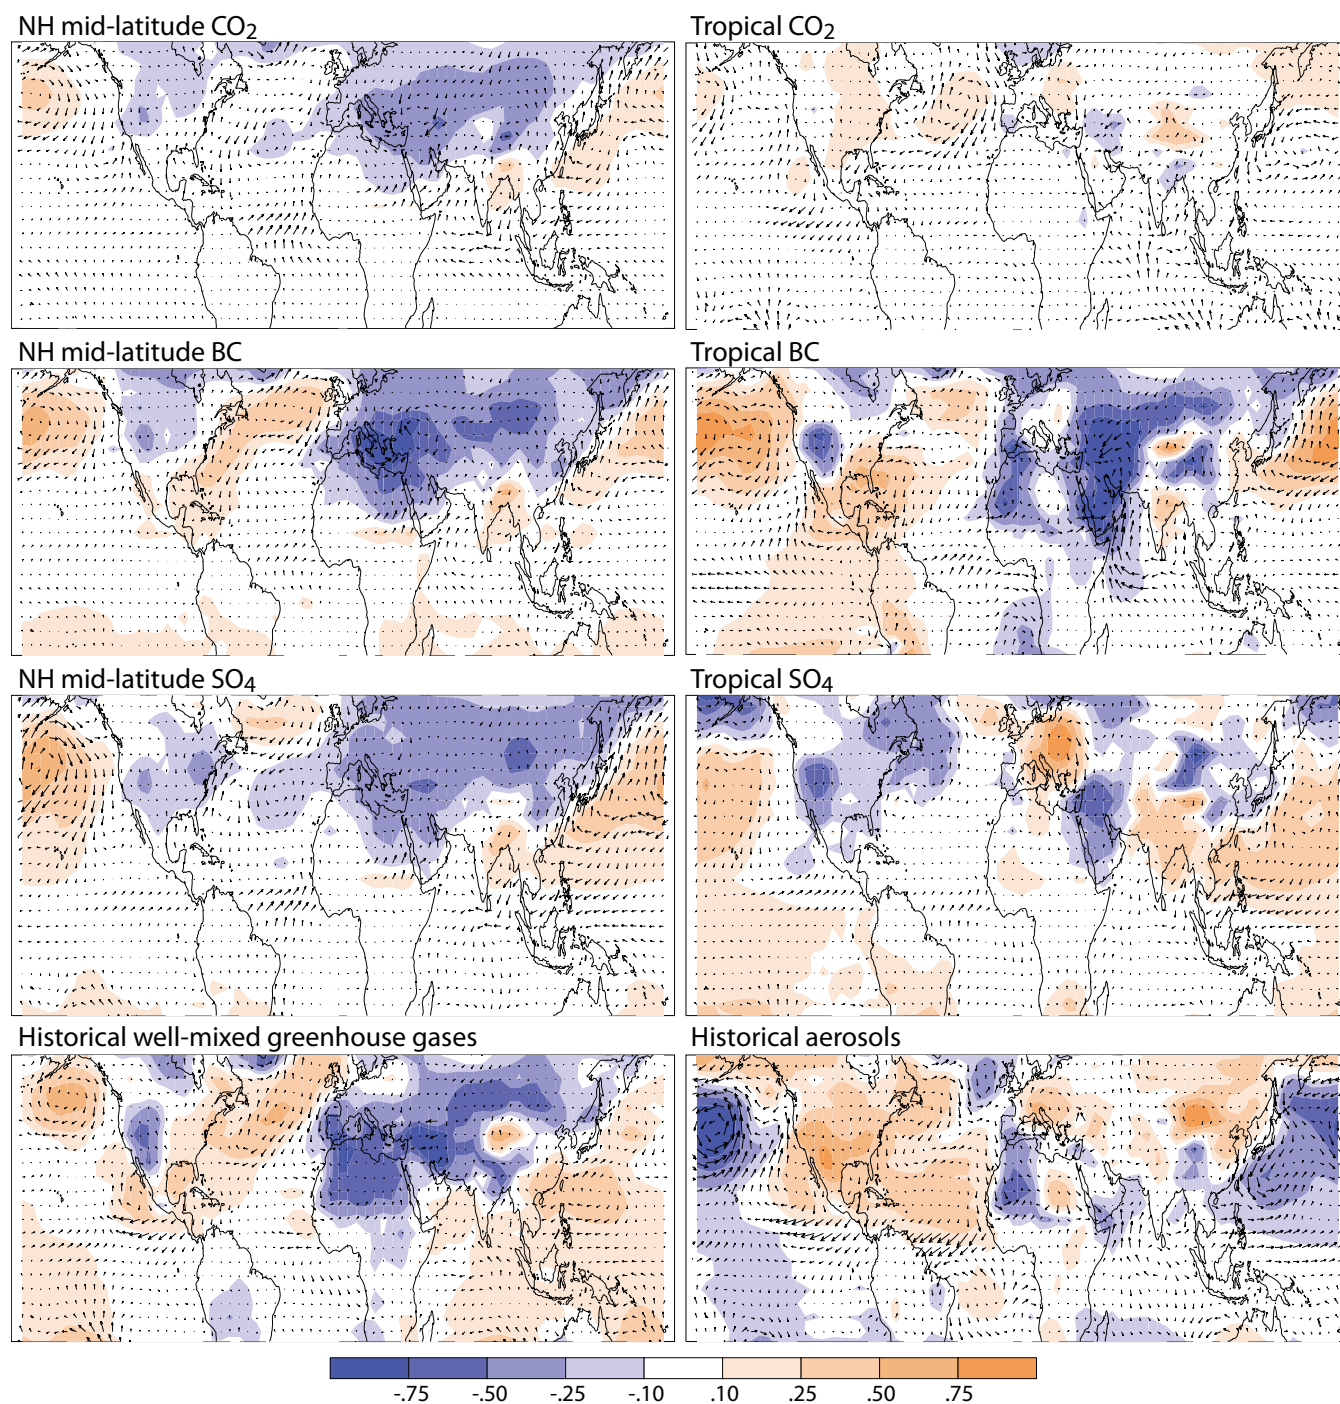 NH mid-latitude CO2
Tropical CO2
NH mid-latitude BC
Tropical BC
NH mid-latitude SO4
Tropical SO4
Historical well-mixed greenhouse gases
Historical aerosols
-.75 -.50 -.25 -.10 .10 .25 .50 .75